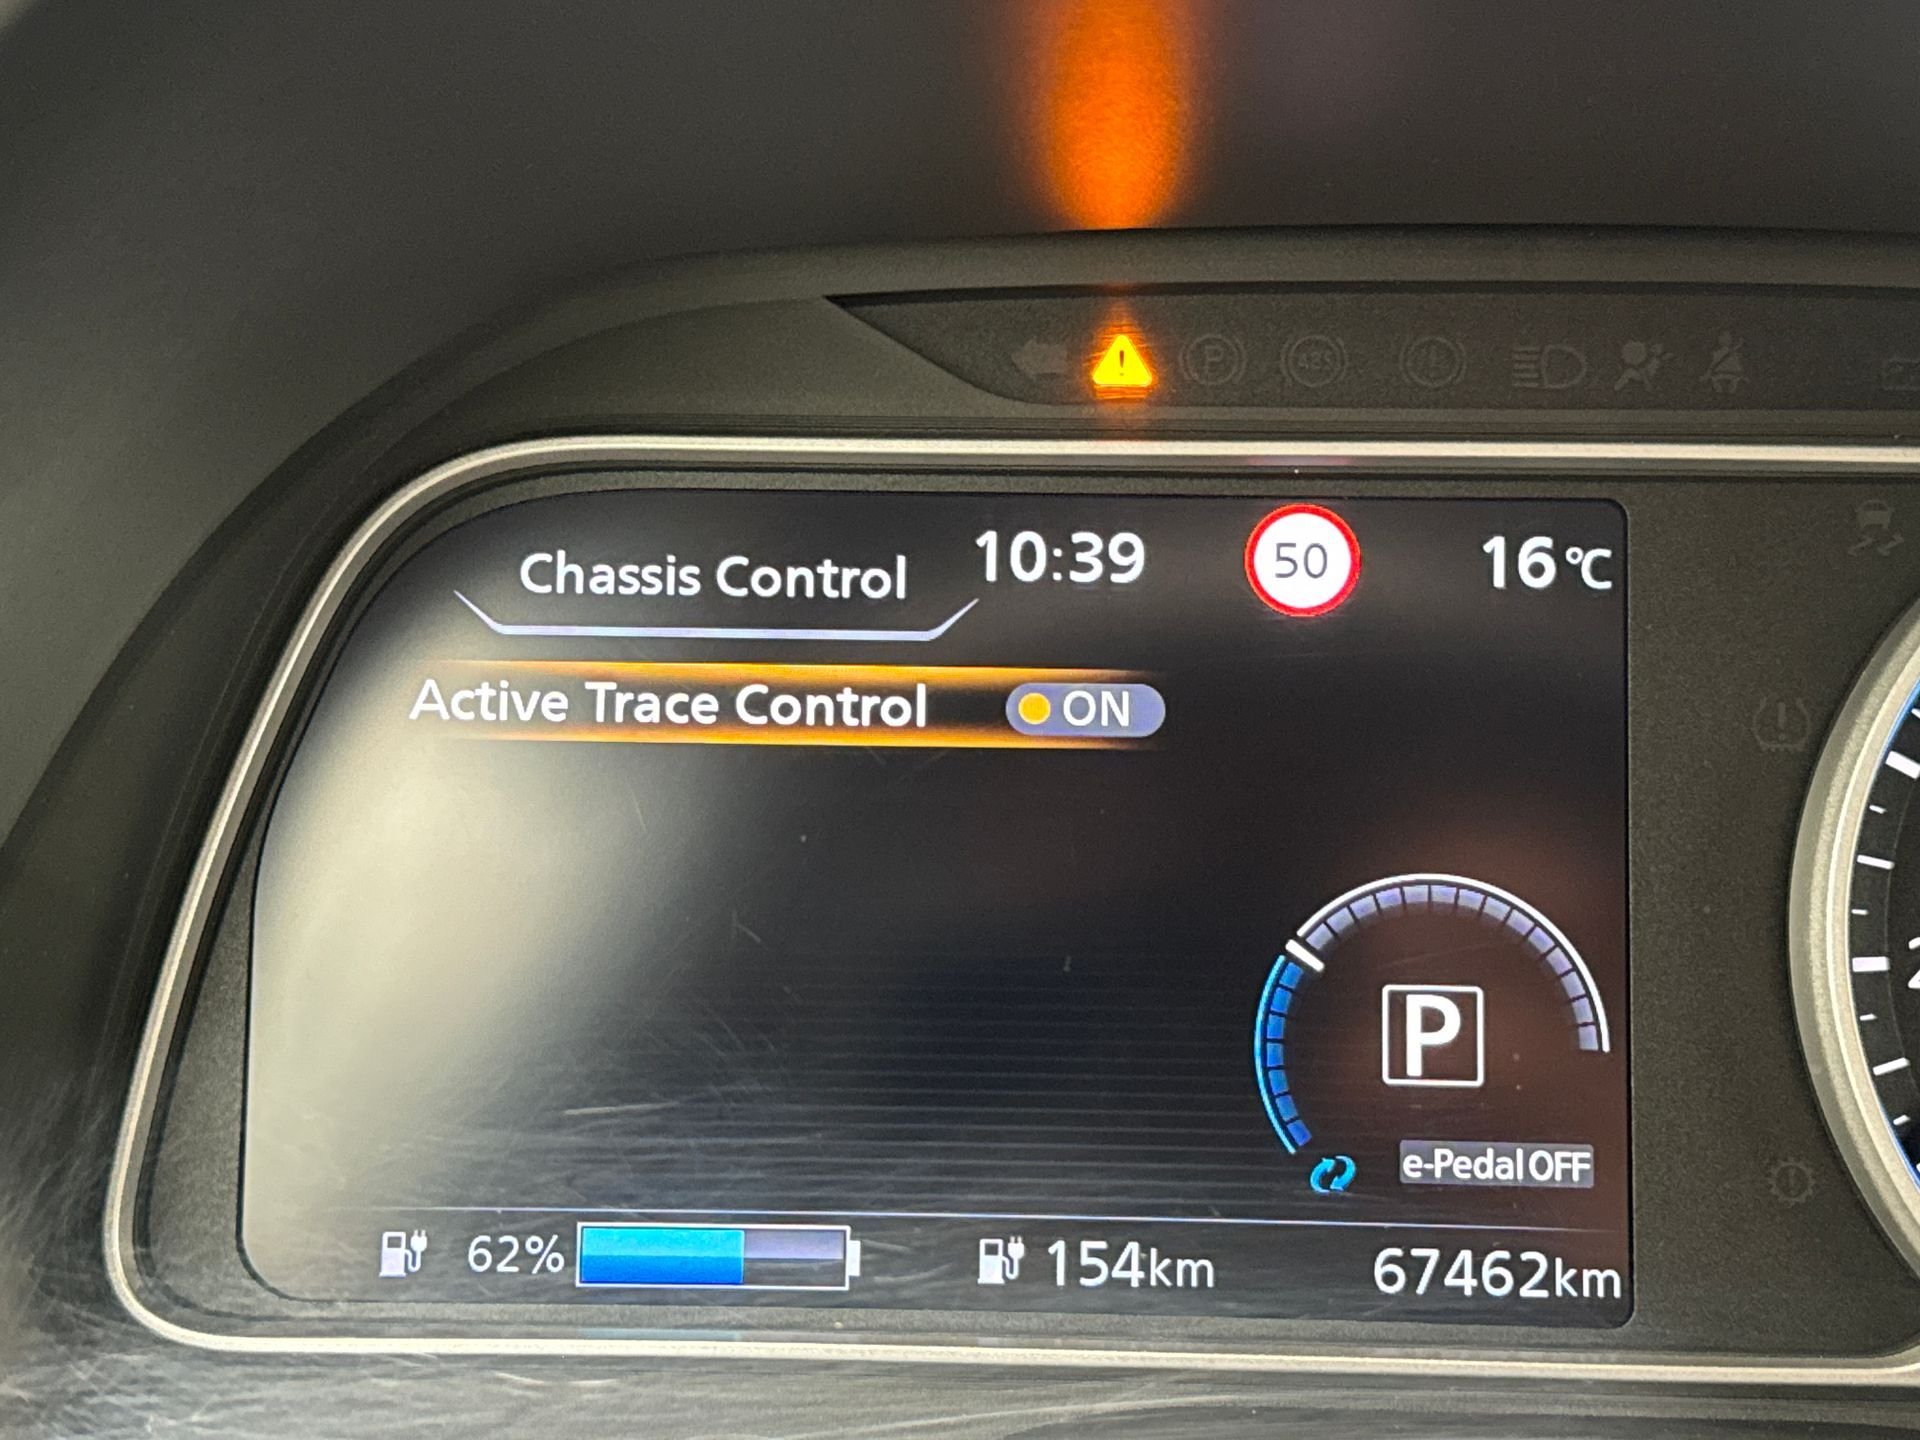 Chassis Control
10:39
50
16°C
Active Trace Control
ON
P
e-Pedal OFF
62%
154km
67462km